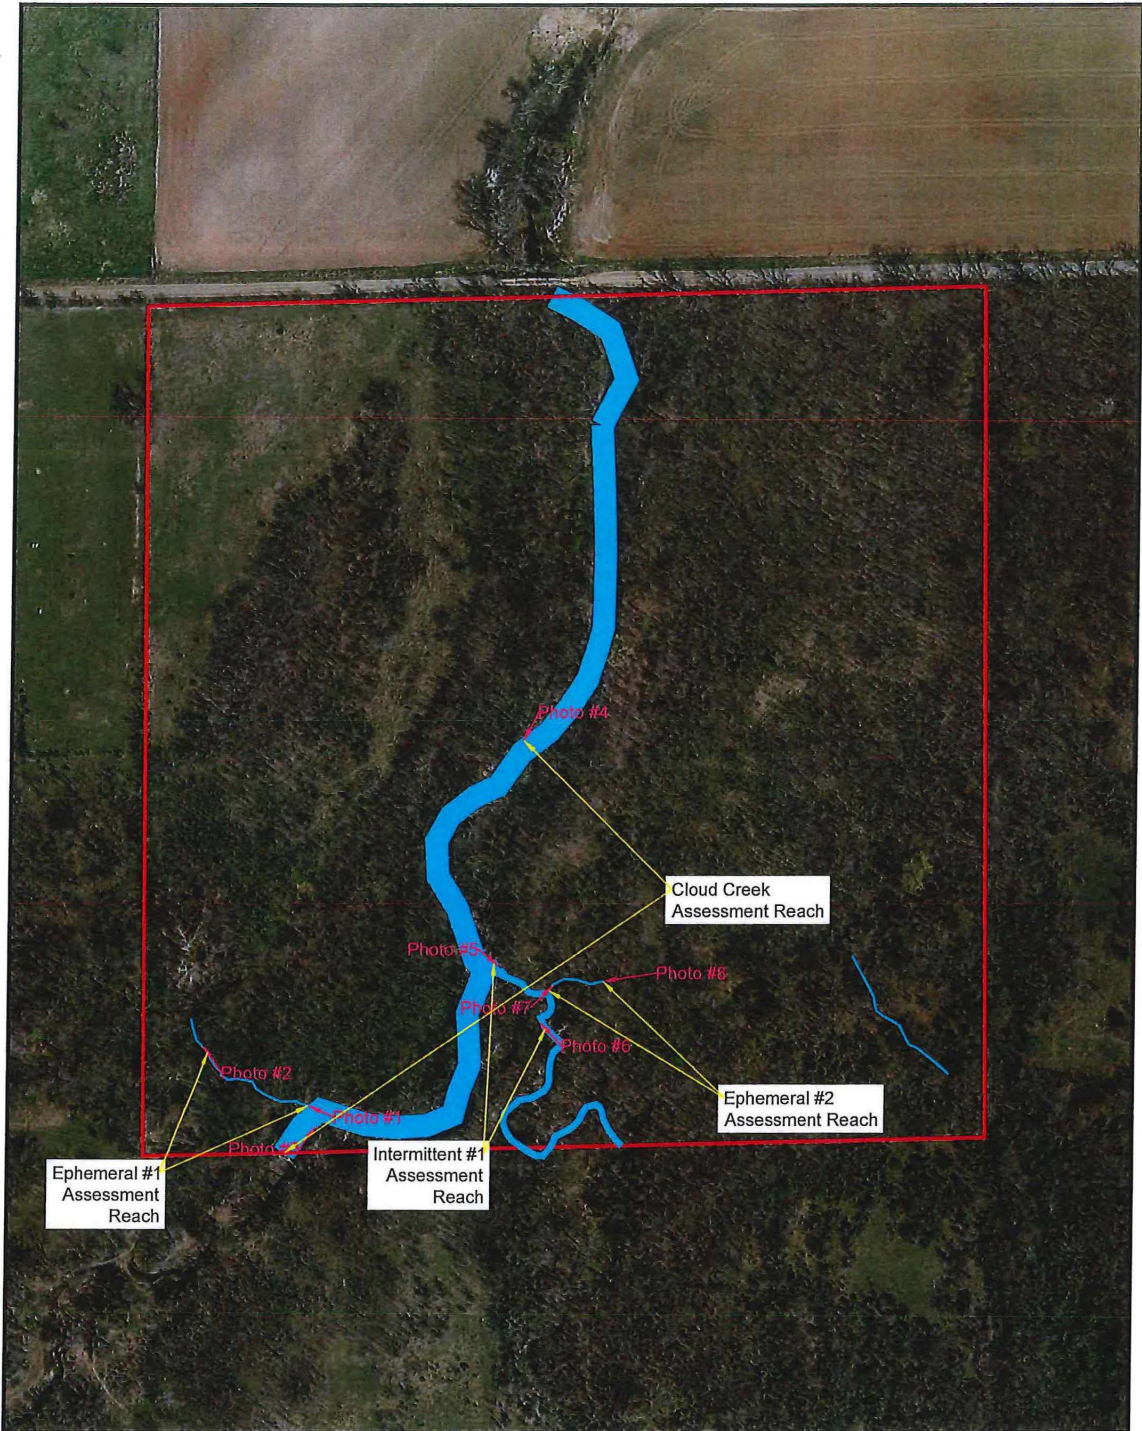 Photo #4
Cloud Creek
Assessment Reach
Photo #5
Photo #8
Photo #7
Photo #6
Photo #2
Ephemeral #2
Assessment Reach
Photo #1
Photo
Intermittent #1
Assessment
Reach
Ephemeral #1
Assessment
Reach